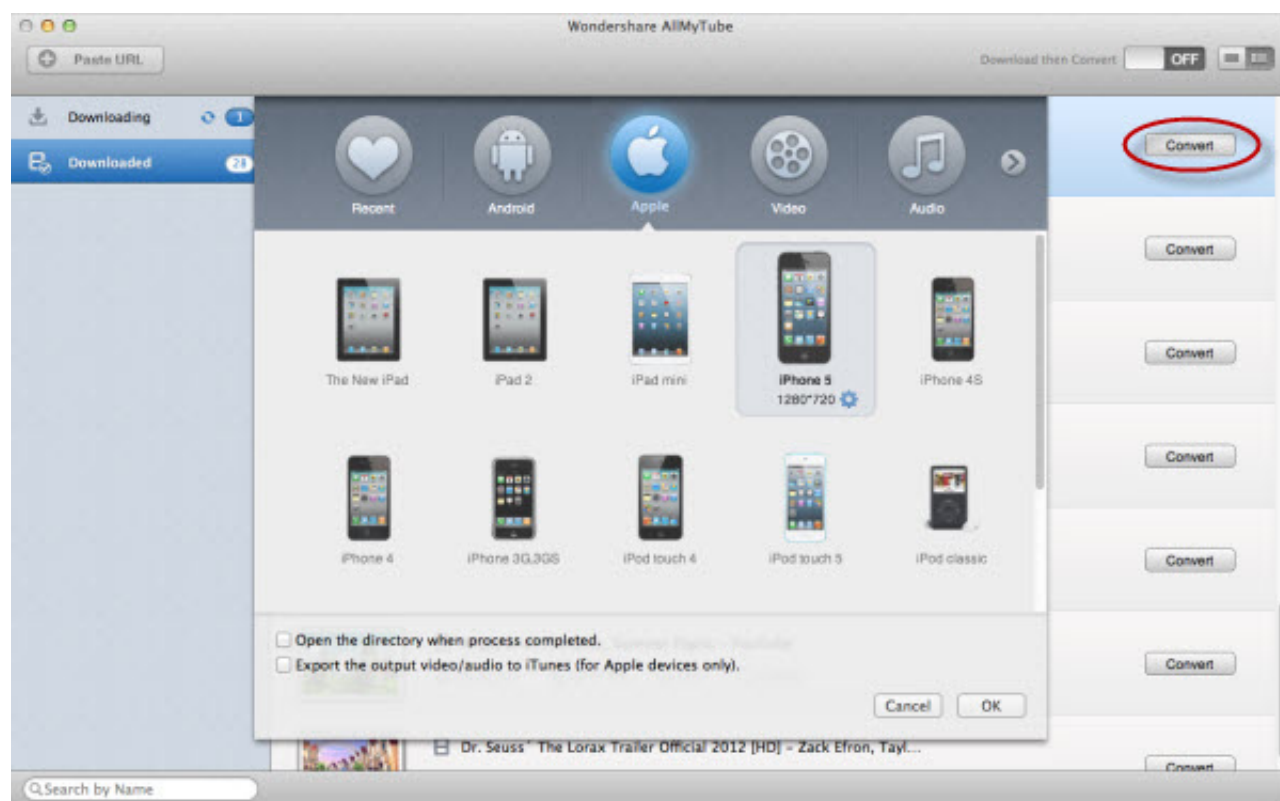 Wondershare AllMyTube
Paste URL
Download then Convert OFF
Downloading 1
Downloaded 28
Recent Android Apple Video Audio
Convert
Convert
The New iPad iPad 2 iPad mini iPhone 5 iPhone 4S
1280*720
Convert
Convert
iPhone 4 iPhone 3G,3GS iPod touch 4 iPod touch 5 iPod classic
Convert
Open the directory when process completed.
Export the output video/audio to iTunes (for Apple devices only).
Convert
Cancel OK
Dr. Seuss' The Lorax Trailer Official 2012 [HD] - Zack Efron, Tayl...
Convert
Search by Name